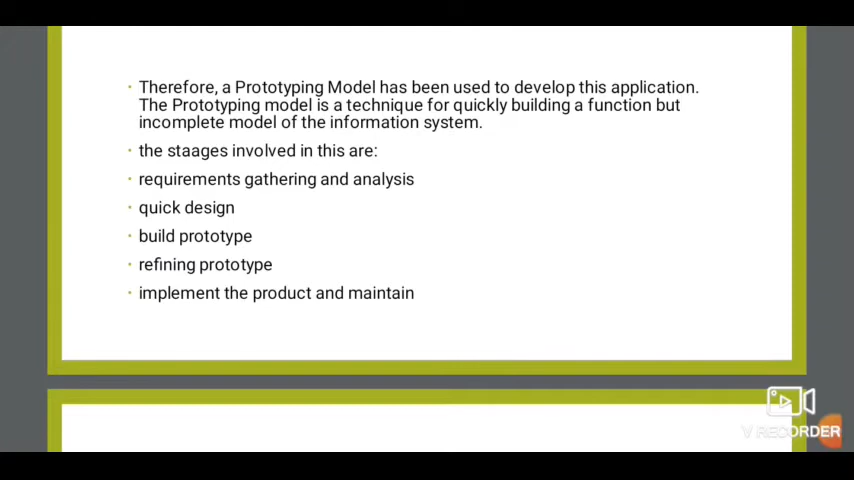 • Therefore, a Prototyping Model has been used to develop this application.
The Prototyping model is a technique for quickly building a function but
incomplete model of the information system.
• the staages involved in this are:
• requirements gathering and analysis
• quick design
• build prototype
• refining prototype
• implement the product and maintain
V RECORDER